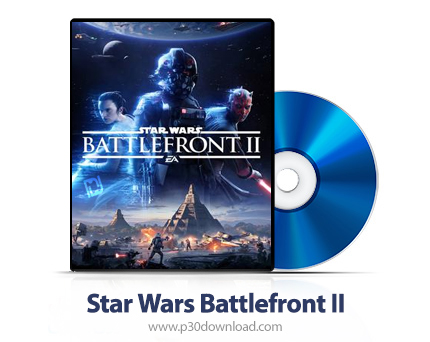 STAR WARS
BATTLEFRONT II
EA
Star Wars Battlefront II
www.p30download.com